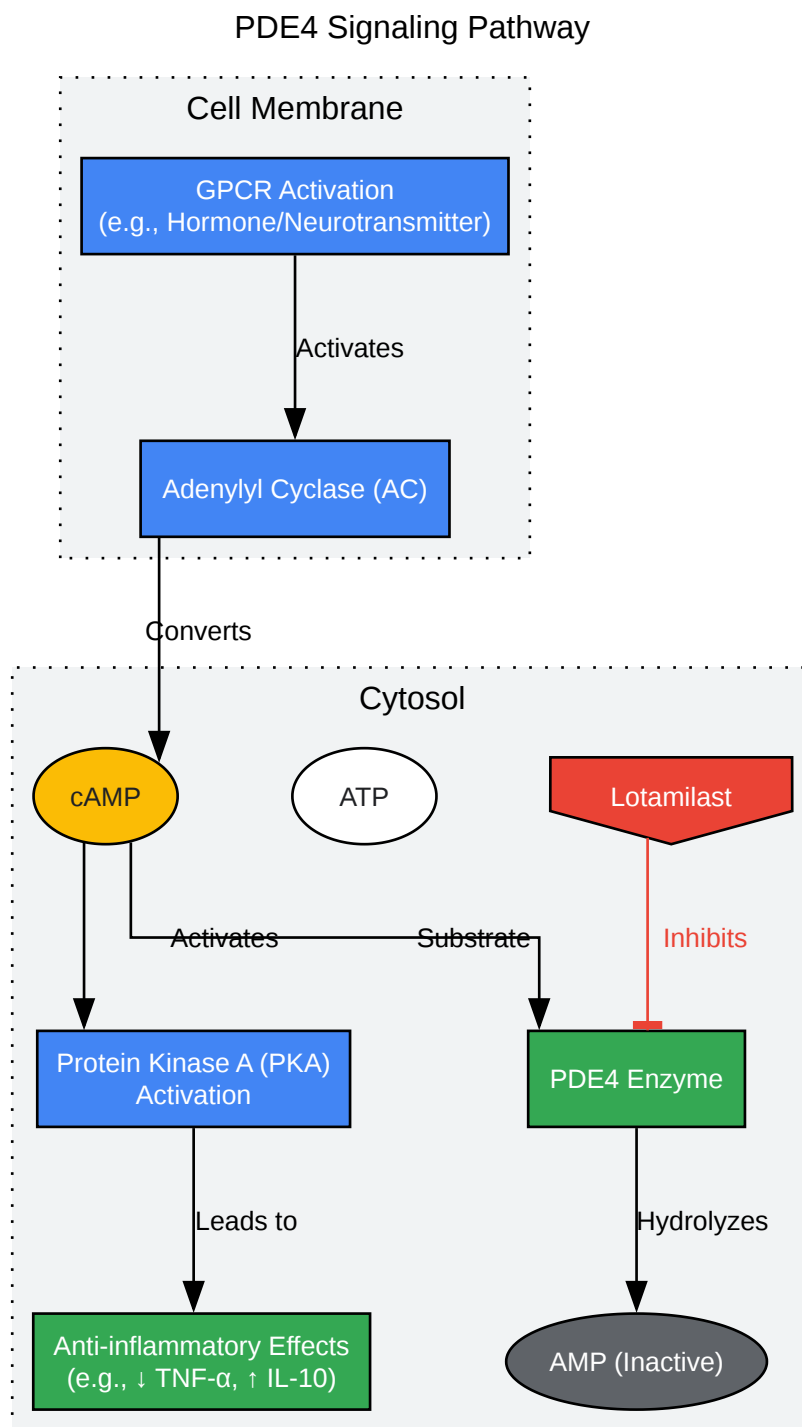 PDE4 Signaling Pathway
Cell Membrane
GPCR Activation
(e.g., Hormone/Neurotransmitter)
Activates
Adenylyl Cyclase (AC)
Converts
Cytosol
cAMP
ATP
Lotamilast
Activates
Substrate
Inhibits
Protein Kinase A (PKA)
Activation
PDE4 Enzyme
Leads to
Hydrolyzes
Anti-inflammatory Effects
(e.g., ↓ TNF-α, ↑ IL-10)
AMP (Inactive)